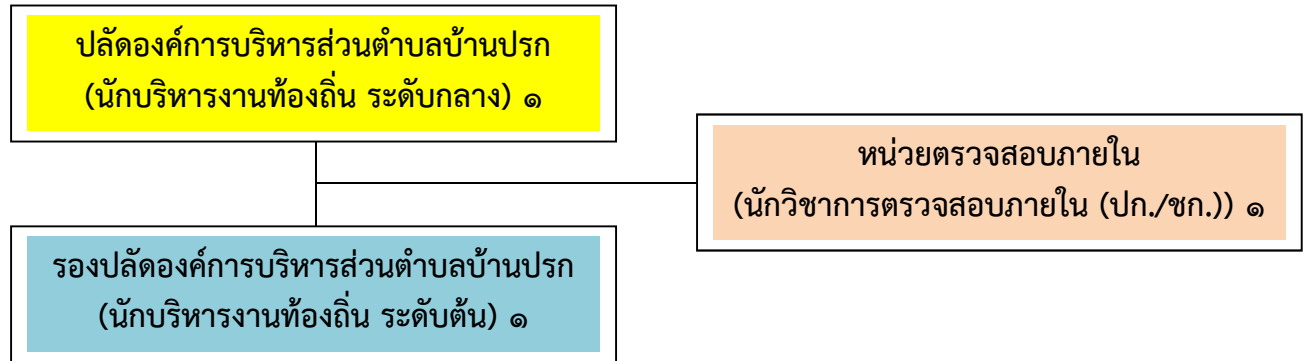 ปลัดองค์การบริหารส่วนตำบลบ้านปรก
(นักบริหารงานท้องถิ่น ระดับกลาง) ๑
หน่วยตรวจสอบภายใน
(นักวิชาการตรวจสอบภายใน (ปก./ชก.)) ๑
รองปลัดองค์การบริหารส่วนตำบลบ้านปรก
(นักบริหารงานท้องถิ่น ระดับต้น) ๑